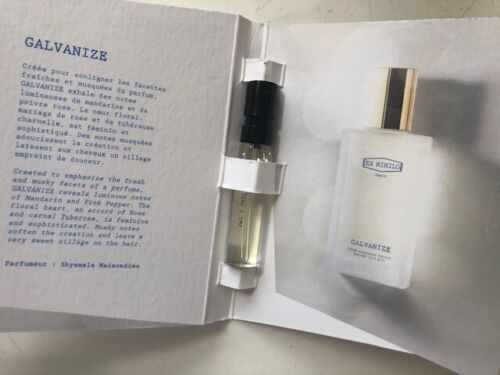 GALVANIZE
Créée pour souligner les facettes
fraîches et musquées du parfum,
GALVANIZE exhale des notes
lumineuses de mandarine et de
poivre rose. Le cœur floral,
mariage de rose et de tubéreuse
charnelle, est féminin et
sophistiqué. Des notes musquées
adoucissent la création et
laissent aux cheveux un sillage
empreint de douceur.
Created to emphasize the fresh
and musky facets of a perfume,
GALVANIZE reveals luminous notes
of Mandarin and Pink Pepper. The
floral heart, an accord of Rose
and carnal Tuberose, is feminine
and sophisticated. Musky notes
soften the creation and leave a
very sweet sillage on the hair.
Parfumeur : Shyamala Maisondieu
EX NIHILO
PARIS
GALVANIZE